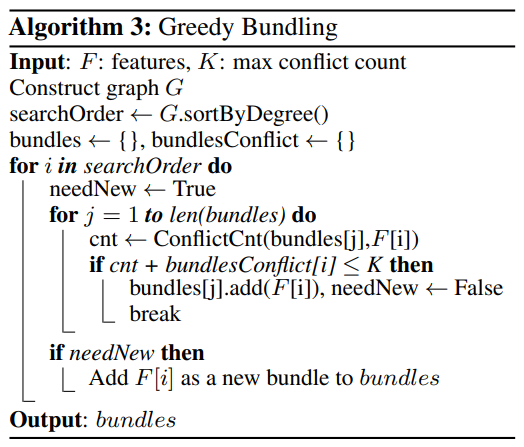 Algorithm 3: Greedy Bundling
Input: F: features, K: max conflict count
Construct graph G
searchOrder ← G.sortByDegree()
bundles ← {}, bundlesConflict ← {}
for i in searchOrder do
needNew ← True
for j = 1 to len(bundles) do
cnt ← ConflictCnt(bundles[j],F[i])
if cnt + bundlesConflict[i] ≤ K then
bundles[j].add(F[i]), needNew ← False
break
if needNew then
Add F[i] as a new bundle to bundles
Output: bundles